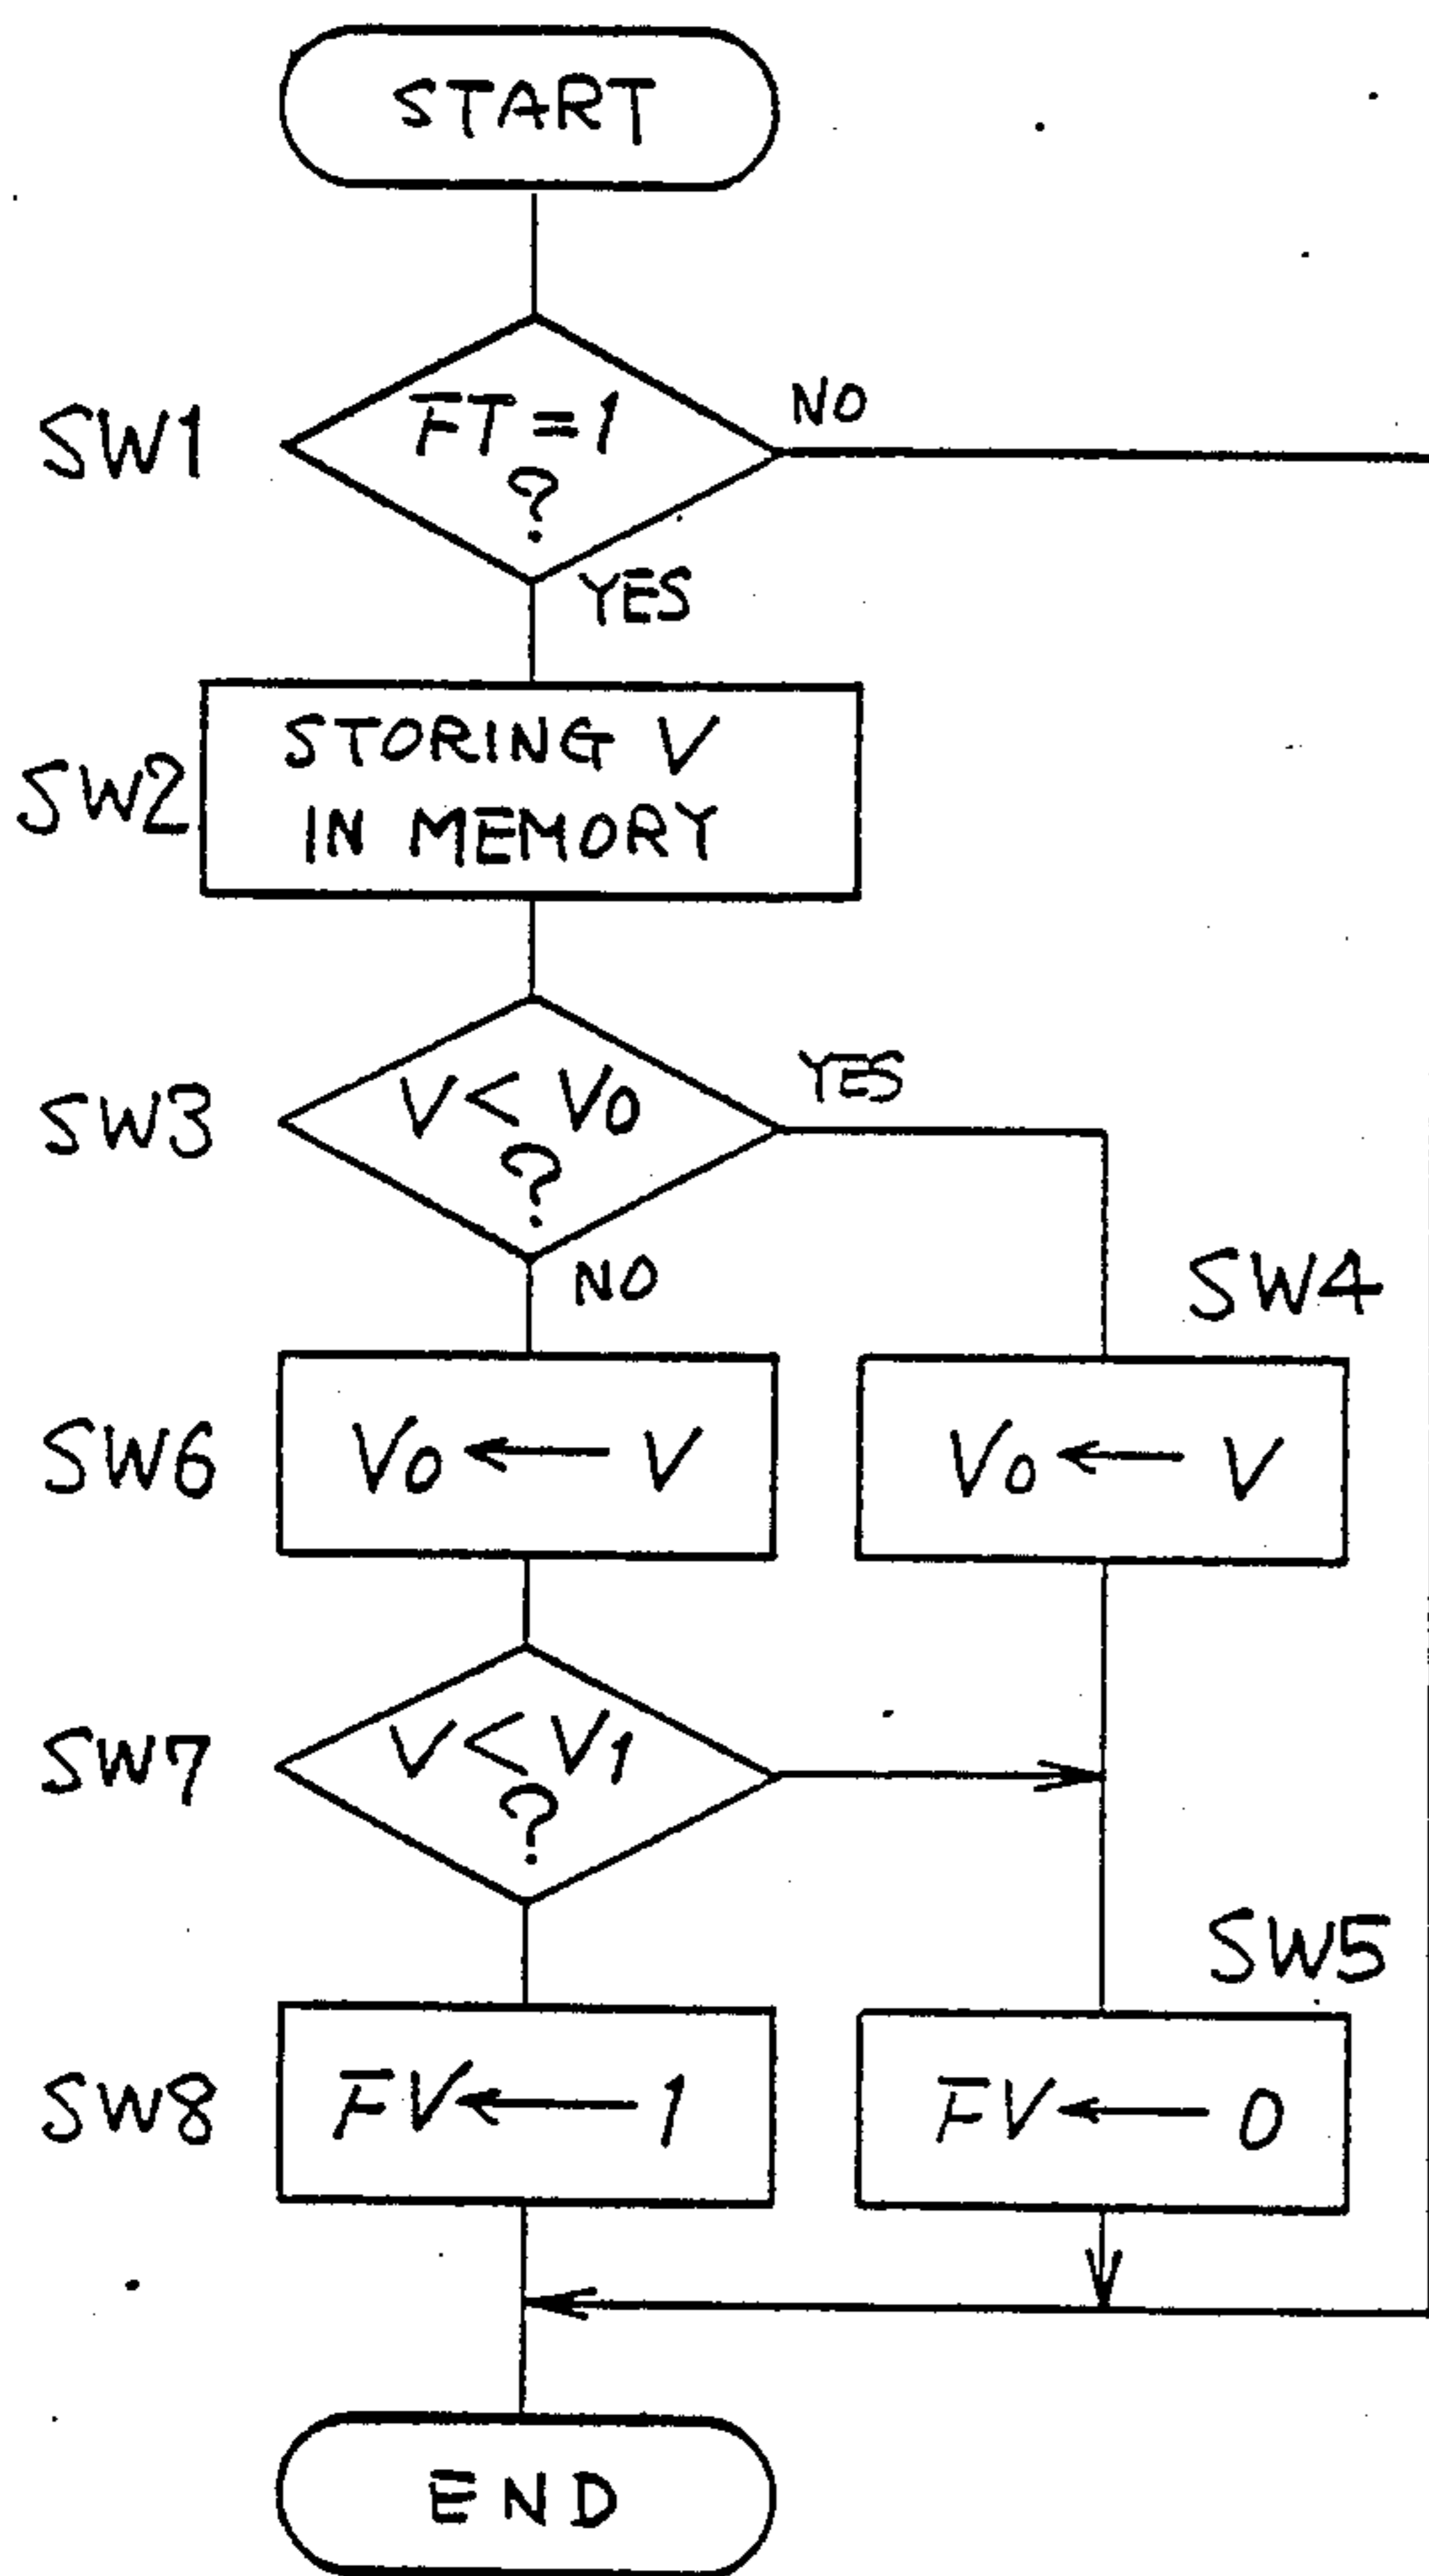 START
SW1
FT=1
?
NO
YES
SW2
STORING V
IN MEMORY
SW3
V < V0
?
YES
NO
SW4
SW6
V0 ← V
V0 ← V
SW7
V < V1
?
SW5
SW8
FV ← 1
FV ← 0
END